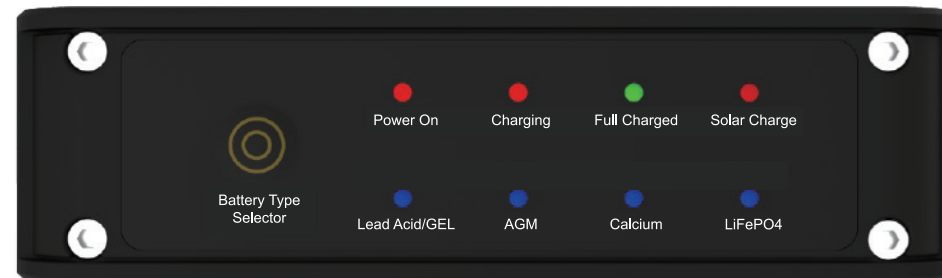 Power On
Charging
Full Charged
Solar Charge
Battery Type
Selector
Lead Acid/GEL
AGM
Calcium
LiFePO4